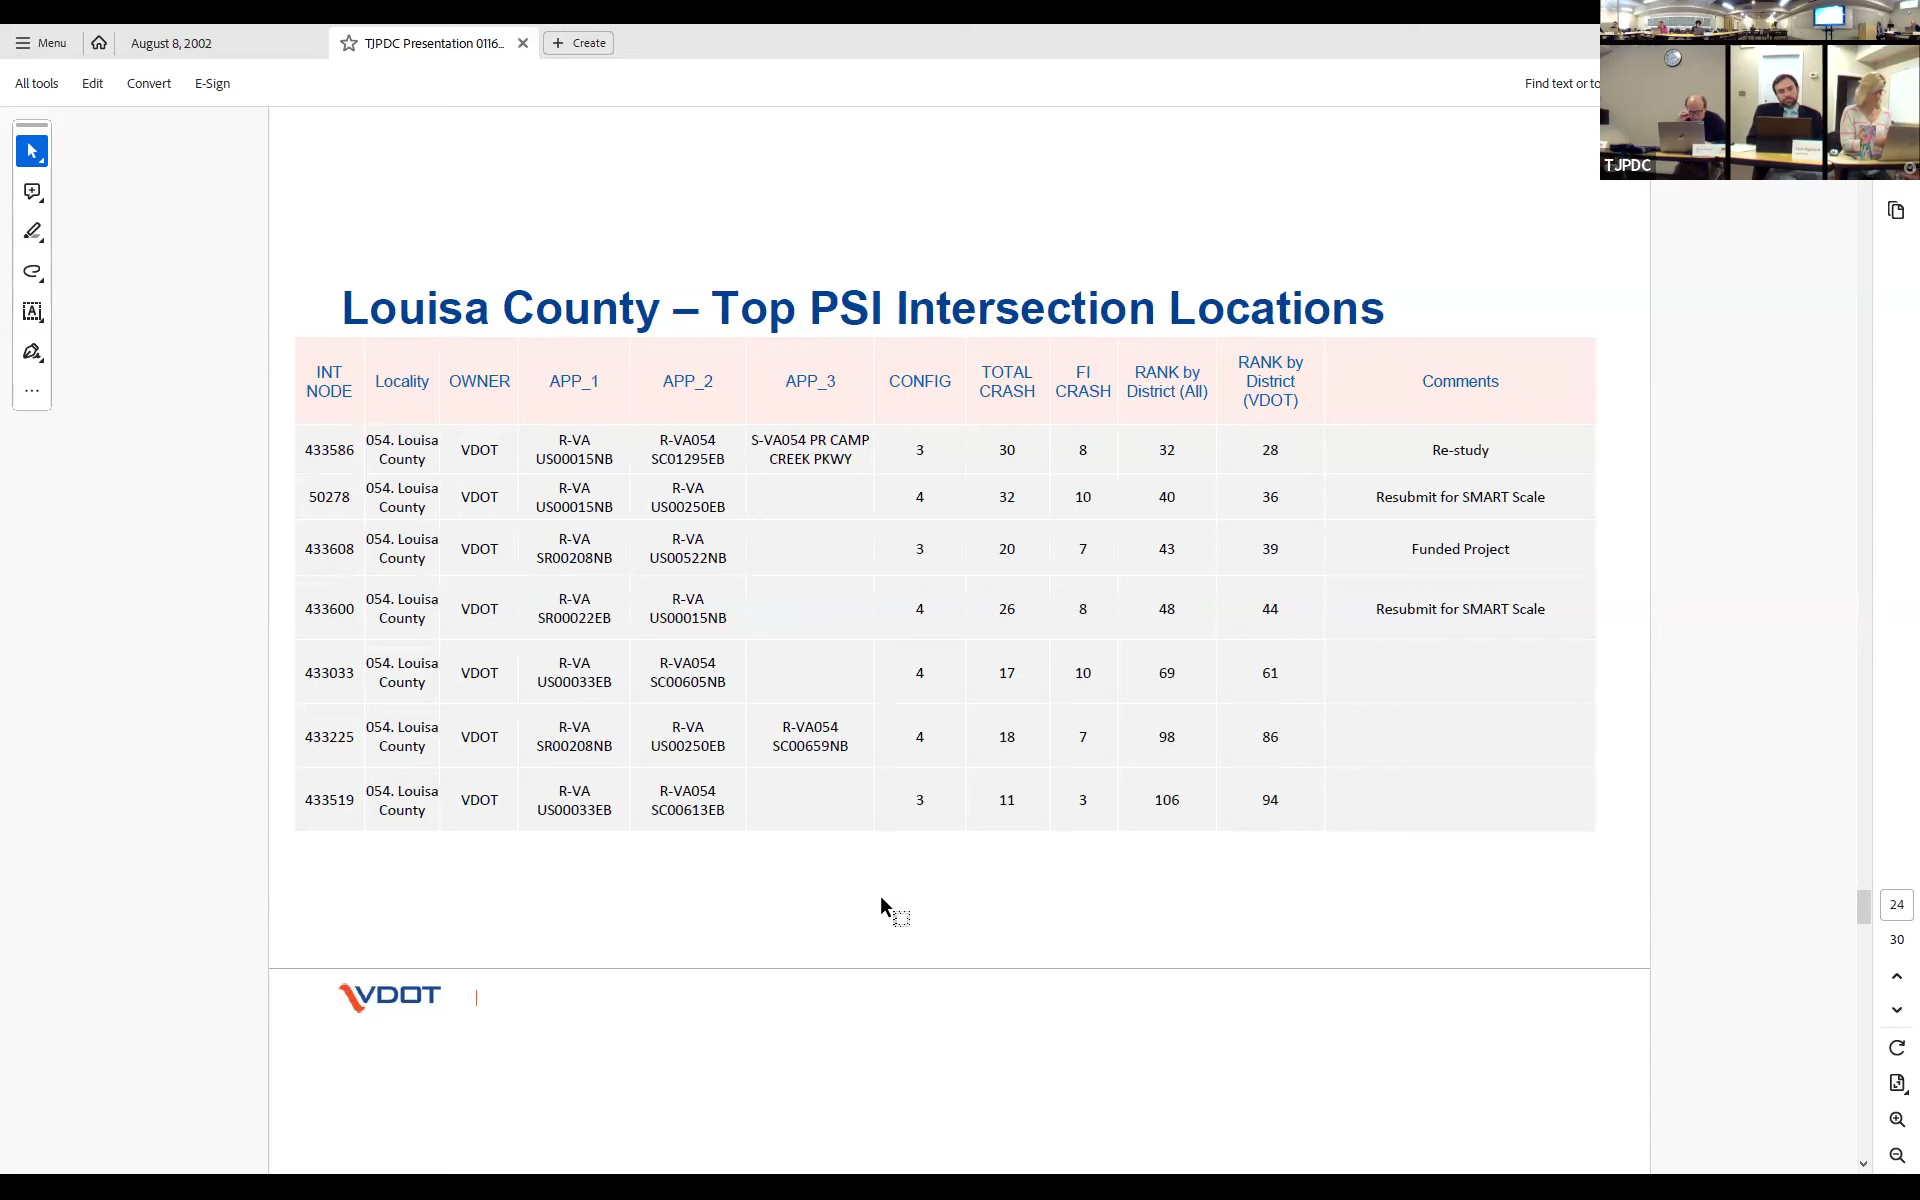 Menu
August 8, 2002
TJPDC Presentation 0116...
Create
All tools
Edit
Convert
E-Sign
Find text or to
TJPDC
Louisa County – Top PSI Intersection Locations
INT NODE Locality OWNER APP_1 APP_2 APP_3 CONFIG TOTAL CRASH FI CRASH RANK by District (All) RANK by District (VDOT) Comments
433586 054. Louisa County VDOT R-VA US00015NB R-VA054 SC01295EB S-VA054 PR CAMP CREEK PKWY 3 30 8 32 28 Re-study
50278 054. Louisa County VDOT R-VA US00015NB R-VA US00250EB 4 32 10 40 36 Resubmit for SMART Scale
433608 054. Louisa County VDOT R-VA SR00208NB R-VA US00522NB 3 20 7 43 39 Funded Project
433600 054. Louisa County VDOT R-VA SR00022EB R-VA US00015NB 4 26 8 48 44 Resubmit for SMART Scale
433033 054. Louisa County VDOT R-VA US00033EB R-VA054 SC00605NB 4 17 10 69 61
433225 054. Louisa County VDOT R-VA SR00208NB R-VA US00250EB R-VA054 SC00659NB 4 18 7 98 86
433519 054. Louisa County VDOT R-VA US00033EB R-VA054 SC00613EB 3 11 3 106 94
VDOT
24
30